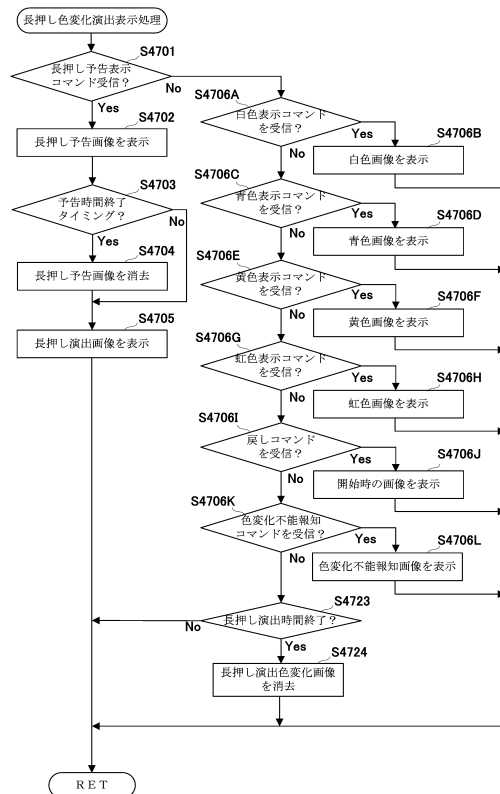 長押し色変化演出表示処理
S4701
長押し予告表示
コマンド受信？
No
Yes
S4702
長押し予告画像を表示
S4703
予告時間終了
タイミング？
No
Yes
S4704
長押し予告画像を消去
S4705
長押し演出画像を表示
S4706A
白色表示コマンド
を受信？
Yes
No
S4706B
白色画像を表示
S4706C
青色表示コマンド
を受信？
Yes
No
S4706D
青色画像を表示
S4706E
黄色表示コマンド
を受信？
Yes
No
S4706F
黄色画像を表示
S4706G
虹色表示コマンド
を受信？
Yes
No
S4706H
虹色画像を表示
S4706I
戻しコマンド
を受信？
Yes
No
S4706J
開始時の画像を表示
S4706K
色変化不能報知
コマンドを受信？
Yes
No
S4706L
色変化不能報知画像を表示
S4723
長押し演出時間終了？
No
Yes
S4724
長押し演出色変化画像
を消去
ＲＥＴ